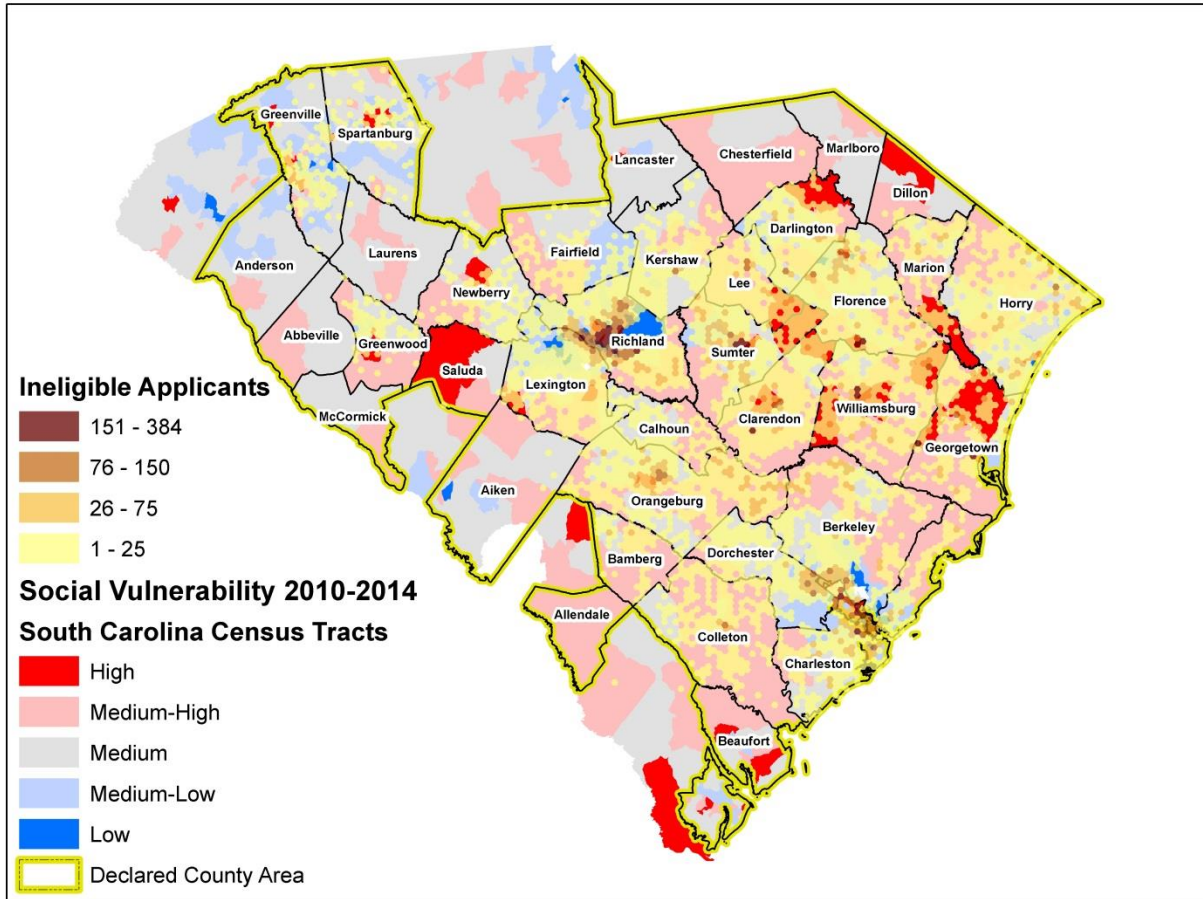 Greenville
Spartanburg
Lancaster
Chesterfield
Marlboro
Dillon
Darlington
Anderson
Laurens
Fairfield
Kershaw
Lee
Marion
Newberry
Florence
Horry
Abbeville
Greenwood
Saluda
Richland
Sumter
Lexington
McCormick
Calhoun
Clarendon
Williamsburg
Georgetown
Aiken
Orangeburg
Berkeley
Bamberg
Dorchester
Allendale
Colleton
Charleston
Beaufort
Ineligible Applicants
151 - 384
76 - 150
26 - 75
1 - 25
Social Vulnerability 2010-2014
South Carolina Census Tracts
High
Medium-High
Medium
Medium-Low
Low
Declared County Area